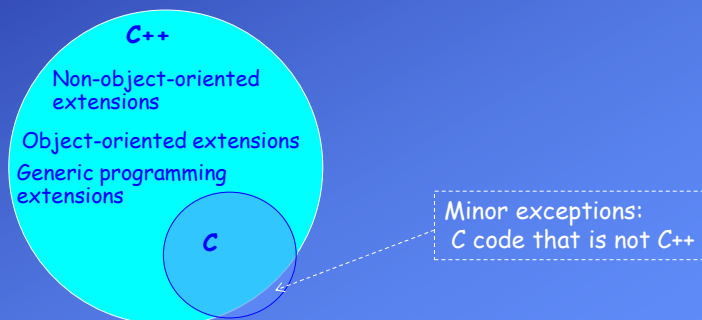 C++
Non-object-oriented
extensions
Object-oriented extensions
Generic programming
extensions
C
Minor exceptions:
C code that is not C++